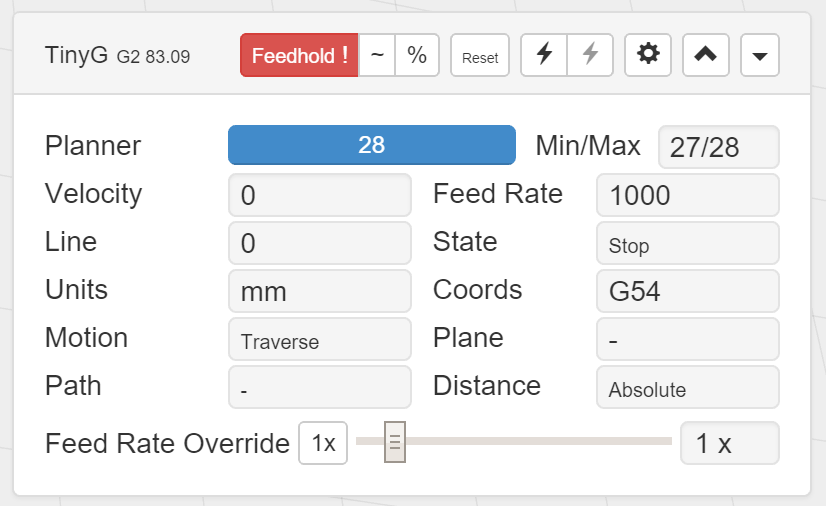 TinyG G2 83.09 Feedhold ! ~ % Reset
Planner 28 Min/Max 27/28
Velocity 0 Feed Rate 1000
Line 0 State Stop
Units mm Coords G54
Motion Traverse Plane -
Path - Distance Absolute
Feed Rate Override 1x 1 x